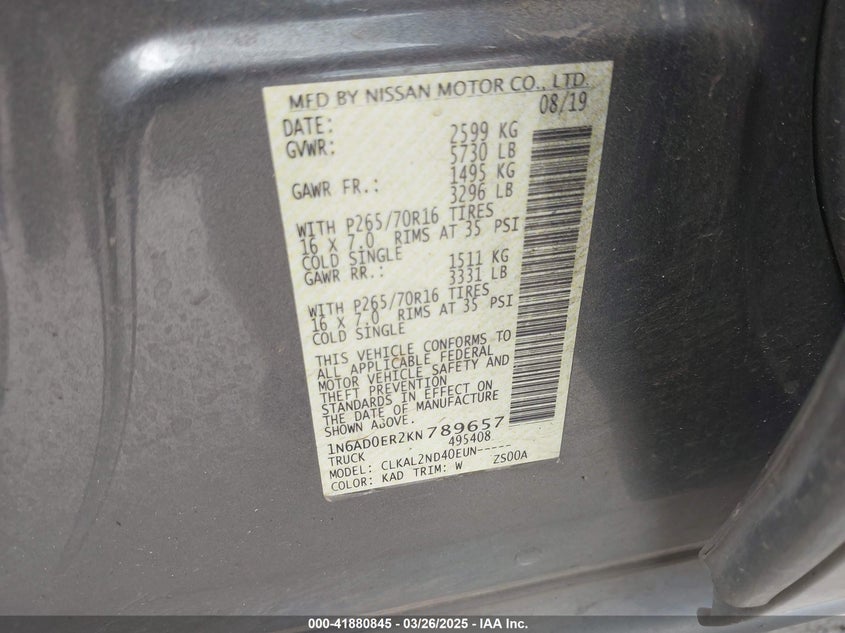 MFD BY NISSAN MOTOR CO., LTD.
DATE: 08/19
GVWR: 2599 KG
5730 LB
GAWR FR.: 1495 KG
3296 LB
WITH P265/70R16 TIRES
16 X 7.0 RIMS AT 35 PSI
COLD SINGLE
GAWR RR.: 1511 KG
3331 LB
WITH P265/70R16 TIRES
16 X 7.0 RIMS AT 35 PSI
COLD SINGLE
THIS VEHICLE CONFORMS TO
ALL APPLICABLE FEDERAL
MOTOR VEHICLE SAFETY AND
THEFT PREVENTION
STANDARDS IN EFFECT ON
THE DATE OF MANUFACTURE
SHOWN ABOVE.
1N6AD0ER2KN789657
TRUCK 495408
MODEL: CLKAL2ND40EUN-----
COLOR: KAD TRIM: W ZS00A
000-41880845 - 03/26/2025 - IAA Inc.